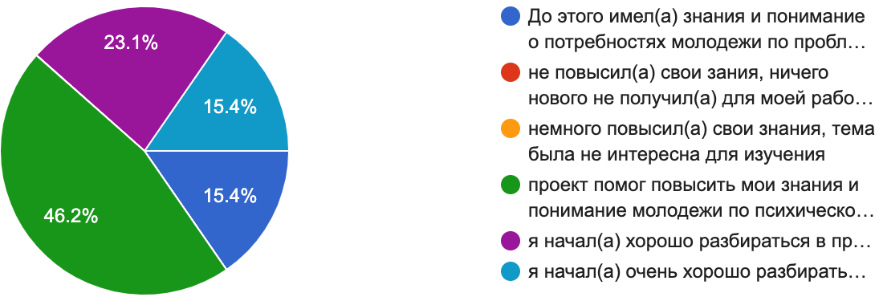 23.1%
15.4%
15.4%
46.2%
До этого имел(а) знания и понимание
о потребностях молодежи по пробл…
не повысил(а) свои зания, ничего
нового не получил(а) для моей рабо…
немного повысил(а) свои знания, тема
была не интересна для изучения
проект помог повысить мои знания и
понимание молодежи по психическо…
я начал(а) хорошо разбираться в пр…
я начал(а) очень хорошо разбирать…